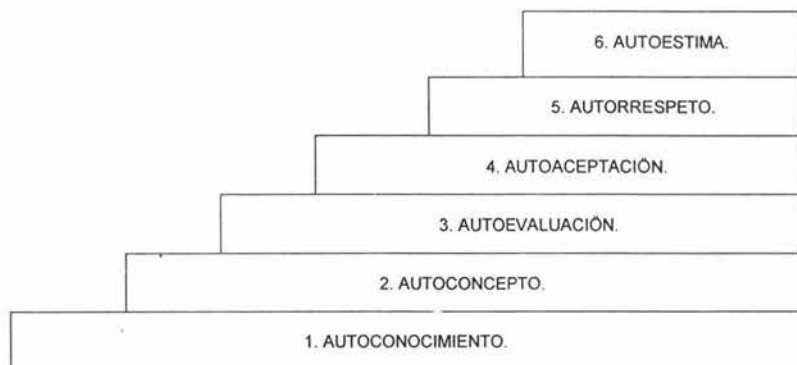 6. AUTOESTIMA.
5. AUTORRESPETO.
4. AUTOACEPTACIÓN.
3. AUTOEVALUACIÓN.
2. AUTOCONCEPTO.
1. AUTOCONOCIMIENTO.